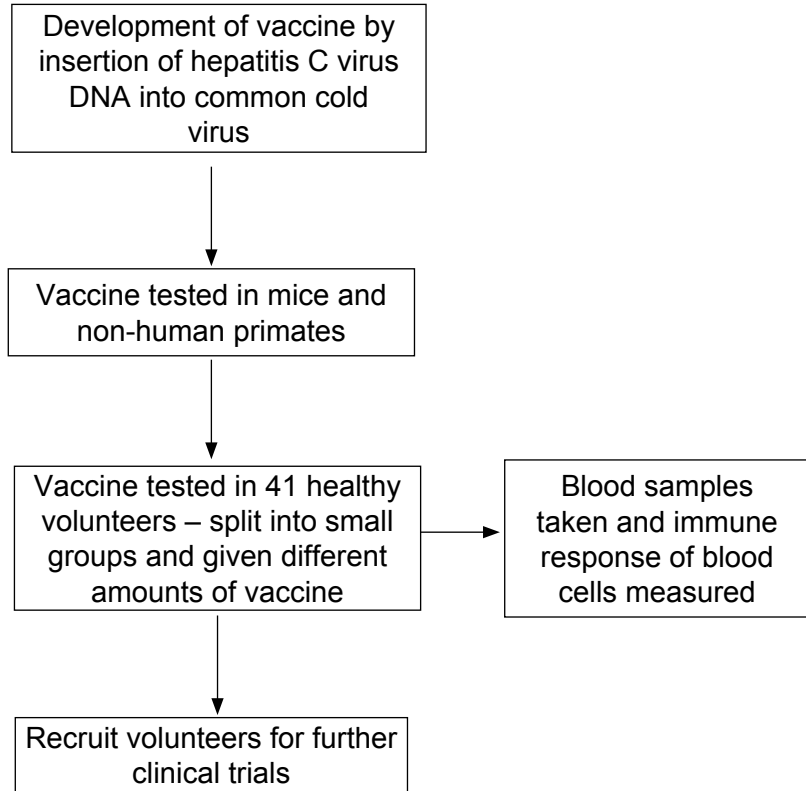 Development of vaccine by
insertion of hepatitis C virus
DNA into common cold
virus
Vaccine tested in mice and
non-human primates
Vaccine tested in 41 healthy
volunteers – split into small
groups and given different
amounts of vaccine
Blood samples
taken and immune
response of blood
cells measured
Recruit volunteers for further
clinical trials